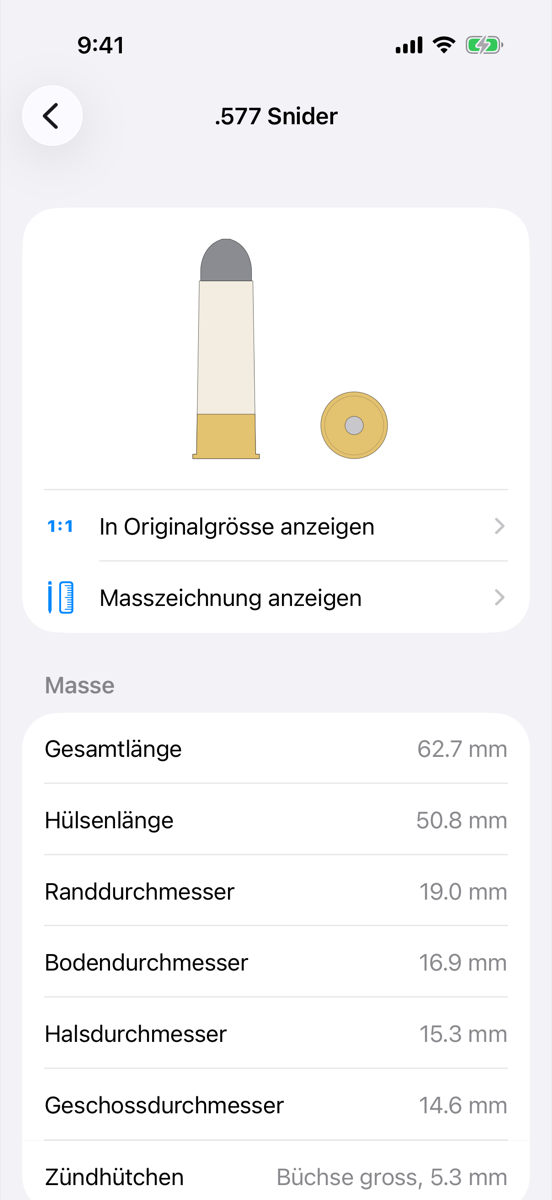 9:41
.577 Snider
1:1 In Originalgrösse anzeigen
Masszeichnung anzeigen
Masse
Gesamtlänge 62.7 mm
Hülsenlänge 50.8 mm
Randdurchmesser 19.0 mm
Bodendurchmesser 16.9 mm
Halsdurchmesser 15.3 mm
Geschossdurchmesser 14.6 mm
Zündhütchen Büchse gross, 5.3 mm